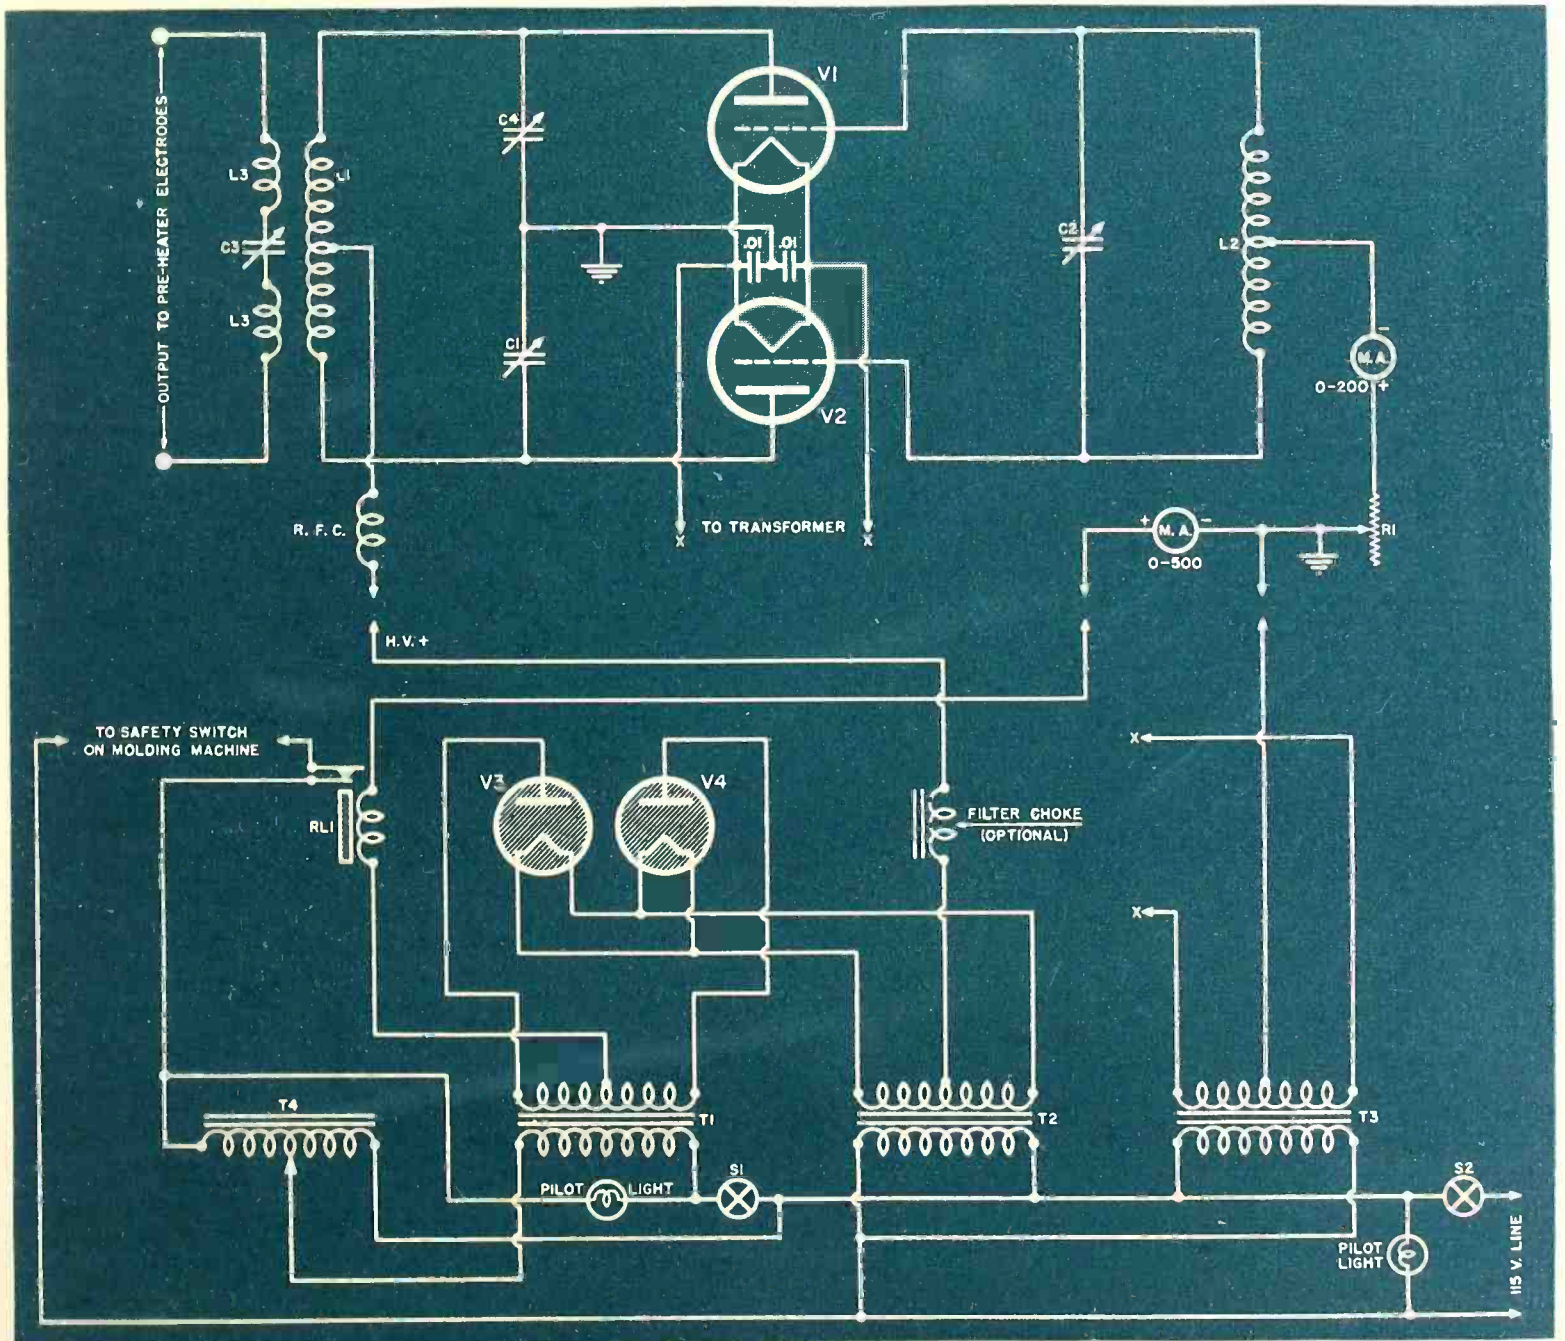 V1
C4
OUTPUT TO PRE-HEATER ELECTRODES
L3
L1
C3
.01 .01
C2
L2
L3
C1
M.A.
-
0-200 +
V2
R.F.C.
X TO TRANSFORMER X
+ M.A. -
0-500
R1
H.V.+
TO SAFETY SWITCH
ON MOLDING MACHINE
X
V3
V4
RL1
FILTER CHOKE
(OPTIONAL)
X
T4
T1
T2
T3
PILOT LIGHT
S1
S2
PILOT
LIGHT
115 V. LINE